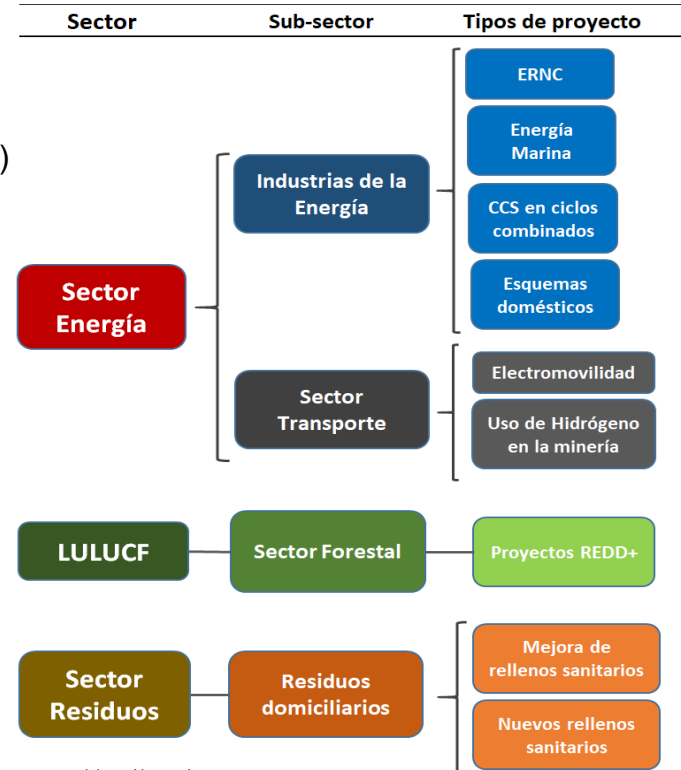 Sector
Sub-sector
Tipos de proyecto
)
Sector
Energía
Industrias de la
Energía
ERNC
Energía
Marina
CCS en ciclos
combinados
Esquemas
domésticos
Sector
Transporte
Electromovilidad
Uso de Hidrógeno
en la minería
LULUCF
Sector Forestal
Proyectos REDD+
Sector
Residuos
Residuos
domiciliarios
Mejora de
rellenos sanitarios
Nuevos rellenos
sanitarios